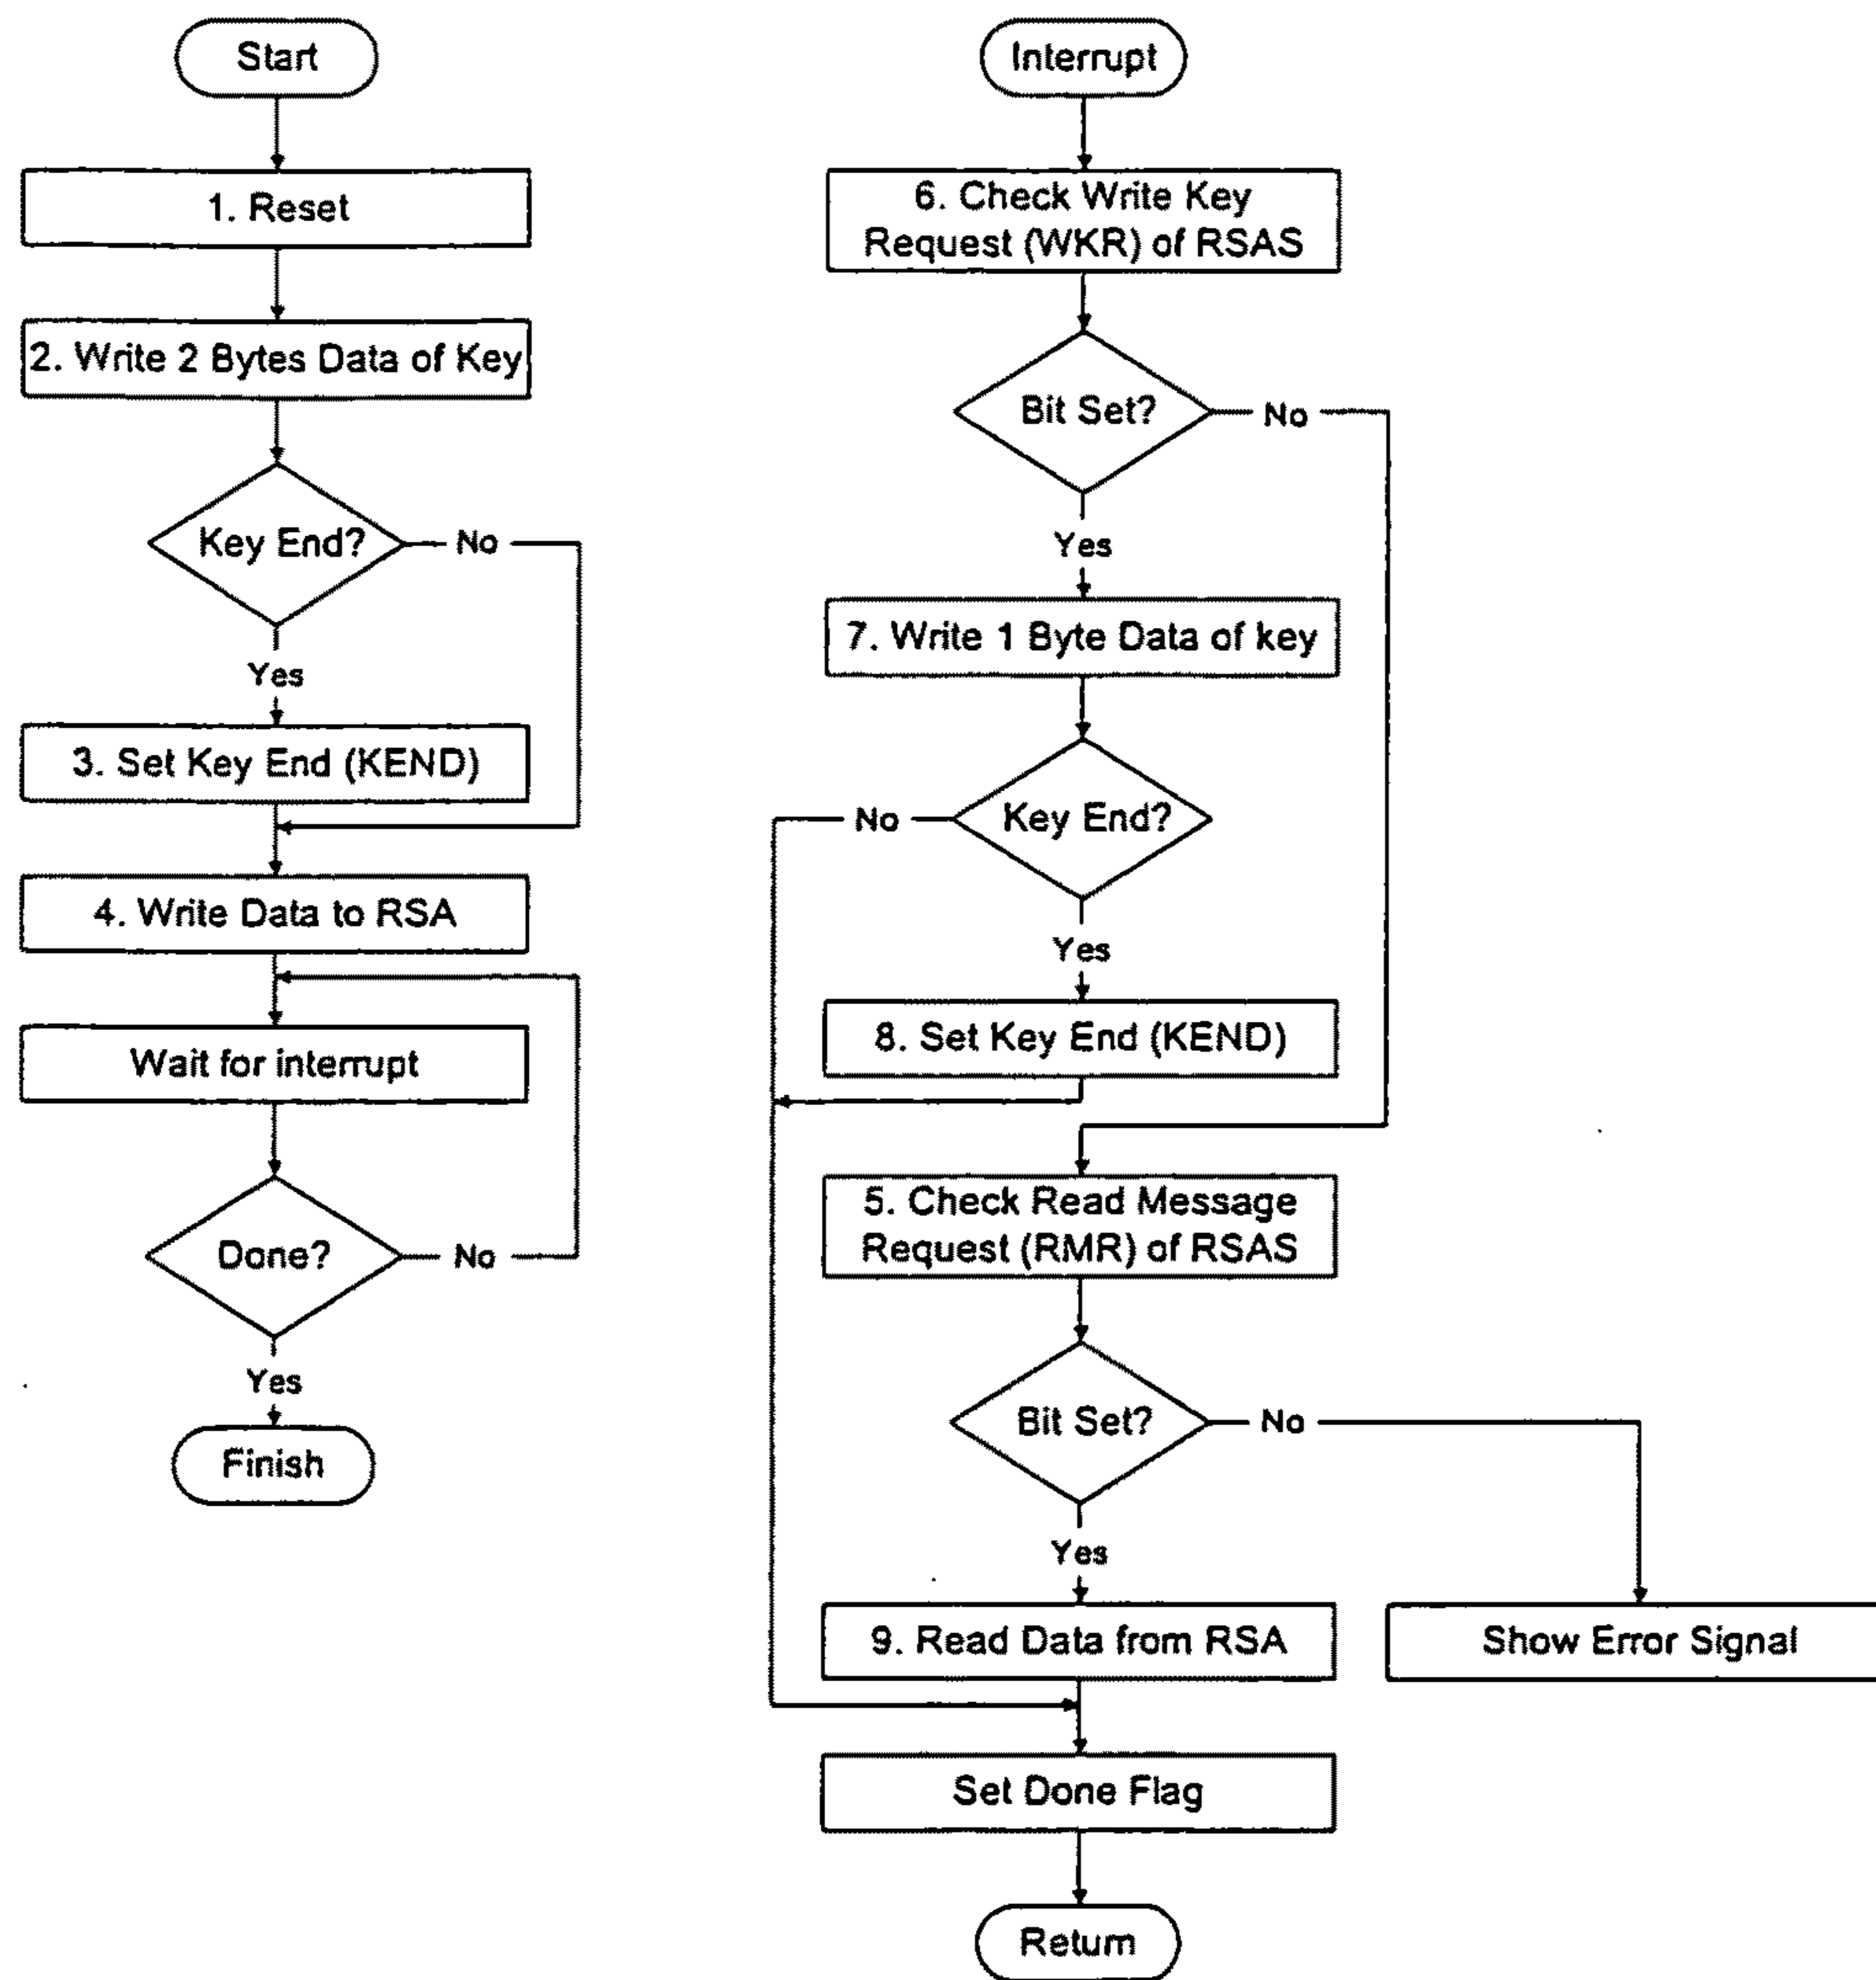 Start
1. Reset
2. Write 2 Bytes Data of Key
Key End?
No
Yes
3. Set Key End (KEND)
4. Write Data to RSA
Wait for interrupt
Done?
No
Yes
Finish
Interrupt
6. Check Write Key
Request (WKR) of RSAS
Bit Set?
No
Yes
7. Write 1 Byte Data of key
Key End?
No
Yes
8. Set Key End (KEND)
5. Check Read Message
Request (RMR) of RSAS
Bit Set?
No
Yes
9. Read Data from RSA
Show Error Signal
Set Done Flag
Return